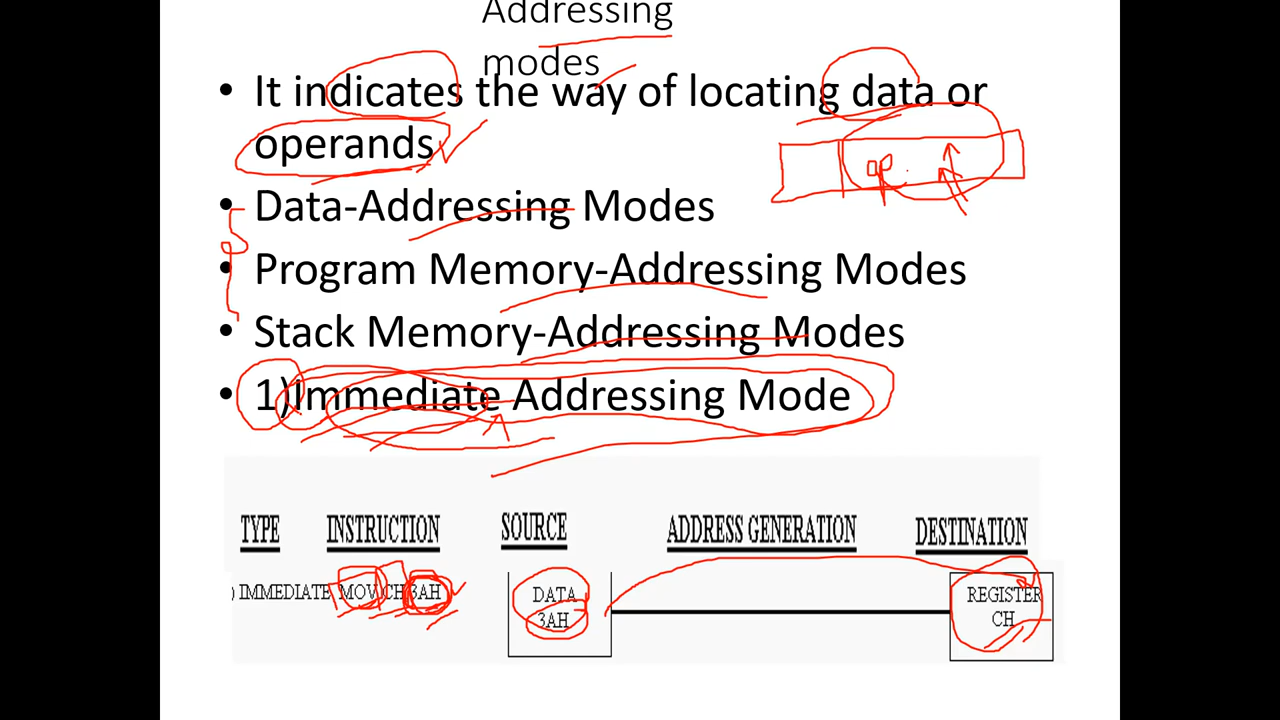 Addressing
modes
• It indicates the way of locating data or
operands
op.
• Data-Addressing Modes
• Program Memory-Addressing Modes
• Stack Memory-Addressing Modes
• 1)Immediate Addressing Mode
TYPE INSTRUCTION SOURCE ADDRESS GENERATION DESTINATION
) IMMEDIATE MOV CH 3AH DATA REGISTER
3AH CH